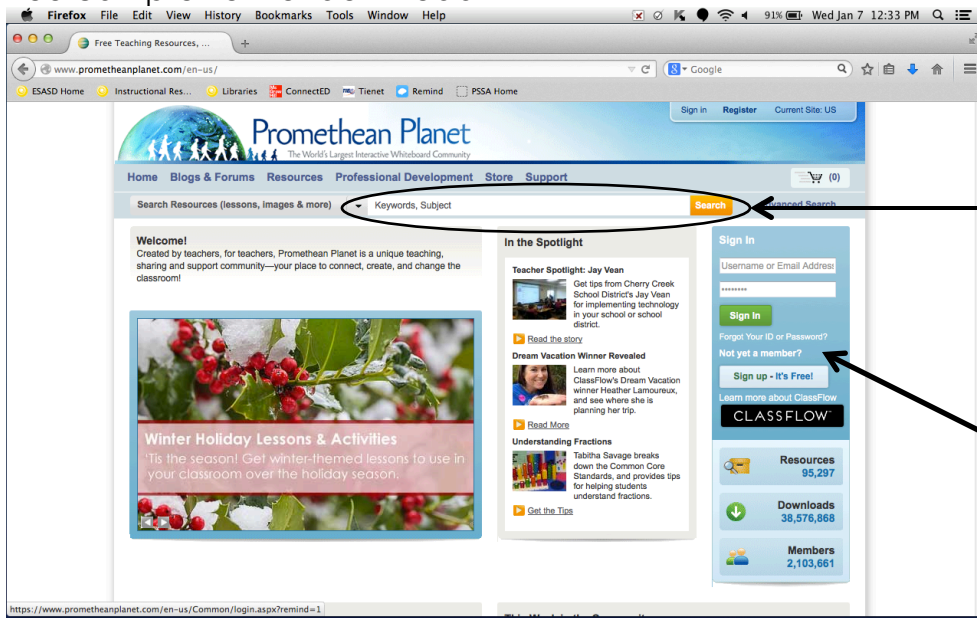 Firefox File Edit View History Bookmarks Tools Window Help
91% Wed Jan 7 12:33 PM
Free Teaching Resources, ...
www.prometheanplanet.com/en-us/
Google
ESASD Home Instructional Res... Libraries ConnectED Tienet Remind PSSA Home
Sign in Register Current Site: US
Promethean Planet
The World's Largest Interactive Whiteboard Community
Home Blogs & Forums Resources Professional Development Store Support
(0)
Search Resources (lessons, images & more) Keywords, Subject Search Advanced Search
Welcome!
Created by teachers, for teachers, Promethean Planet is a unique teaching,
sharing and support community—your place to connect, create, and change the
classroom!
Winter Holiday Lessons & Activities
'Tis the season! Get winter-themed lessons to use in
your classroom over the holiday season.
In the Spotlight
Teacher Spotlight: Jay Vean
Get tips from Cherry Creek
School District's Jay Vean
for implementing technology
in your school or school
district.
Read the story
Dream Vacation Winner Revealed
Learn more about
ClassFlow's Dream Vacation
winner Heather Lamoureux,
and see where she is
planning her trip.
Read More
Understanding Fractions
Tabitha Savage breaks
down the Common Core
Standards, and provides tips
for helping students
understand fractions.
Get the Tips
Sign In
Username or Email Address
••••••••
Sign in
Forgot Your ID or Password?
Not yet a member?
Sign up - It's Free!
Learn more about ClassFlow
CLASSFLOW
Resources
95,297
Downloads
38,576,868
Members
2,103,661
https://www.prometheanplanet.com/en-us/Common/login.aspx?remind=1